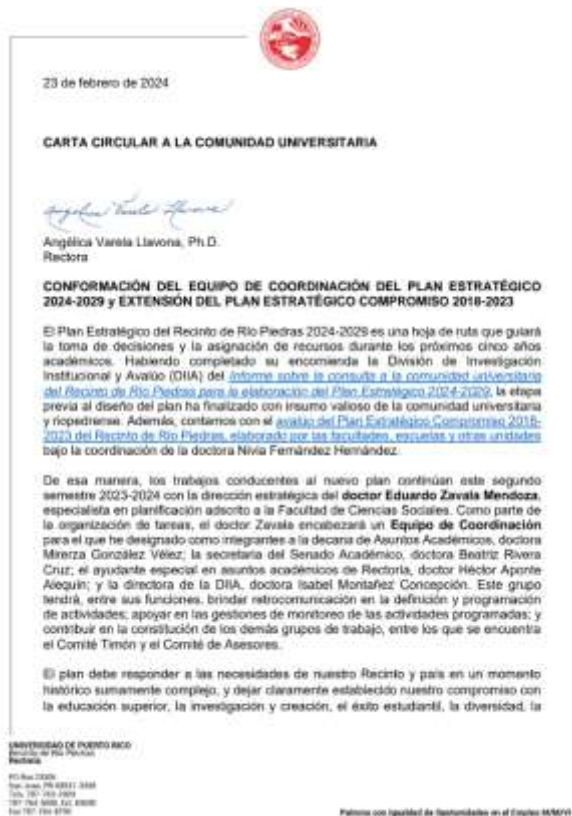 23 de febrero de 2024
CARTA CIRCULAR A LA COMUNIDAD UNIVERSITARIA
Angélica Varela Llavona
Angélica Varela Llavona, Ph.D.
Rectora
CONFORMACIÓN DEL EQUIPO DE COORDINACIÓN DEL PLAN ESTRATÉGICO
2024-2029 y EXTENSIÓN DEL PLAN ESTRATÉGICO COMPROMISO 2018-2023
El Plan Estratégico del Recinto de Río Piedras 2024-2029 es una hoja de ruta que guiará
la toma de decisiones y la asignación de recursos durante los próximos cinco años
académicos. Habiendo completado su encomienda la División de Investigación
Institucional y Avalúo (DIIA) del Informe sobre la consulta a la comunidad universitaria
del Recinto de Río Piedras para la elaboración del Plan Estratégico 2024-2029, la etapa
previa al diseño del plan ha finalizado con insumo valioso de la comunidad universitaria
y riopedrense. Además, contamos con el avalúo del Plan Estratégico Compromiso 2018-
2023 del Recinto de Río Piedras, elaborado por las facultades, escuelas y otras unidades
bajo la coordinación de la doctora Nivia Fernández Hernández.
De esa manera, los trabajos conducentes al nuevo plan continúan este segundo
semestre 2023-2024 con la dirección estratégica del doctor Eduardo Zavala Mendoza,
especialista en planificación adscrito a la Facultad de Ciencias Sociales. Como parte de
la organización de tareas, el doctor Zavala encabezará un Equipo de Coordinación
para el que he designado como integrantes a la decana de Asuntos Académicos, doctora
Mirerza González Vélez; la secretaria del Senado Académico, doctora Beatriz Rivera
Cruz; el ayudante especial en asuntos académicos de Rectoría, doctor Héctor Aponte
Alequín; y la directora de la DIIA, doctora Isabel Montañez Concepción. Este grupo
tendrá, entre sus funciones, brindar retrocomunicación en la definición y programación
de actividades; apoyar en las gestiones de monitoreo de las actividades programadas; y
contribuir en la constitución de los demás grupos de trabajo, entre los que se encuentra
el Comité Timón y el Comité de Asesores.
El plan debe responder a las necesidades de nuestro Recinto y país en un momento
histórico sumamente complejo, y dejar claramente establecido nuestro compromiso con
la educación superior, la investigación y creación, el éxito estudiantil, la diversidad, la
UNIVERSIDAD DE PUERTO RICO
Recinto de Río Piedras
Rectoría
Patrono con Igualdad de Oportunidades en el Empleo M/M/V/I